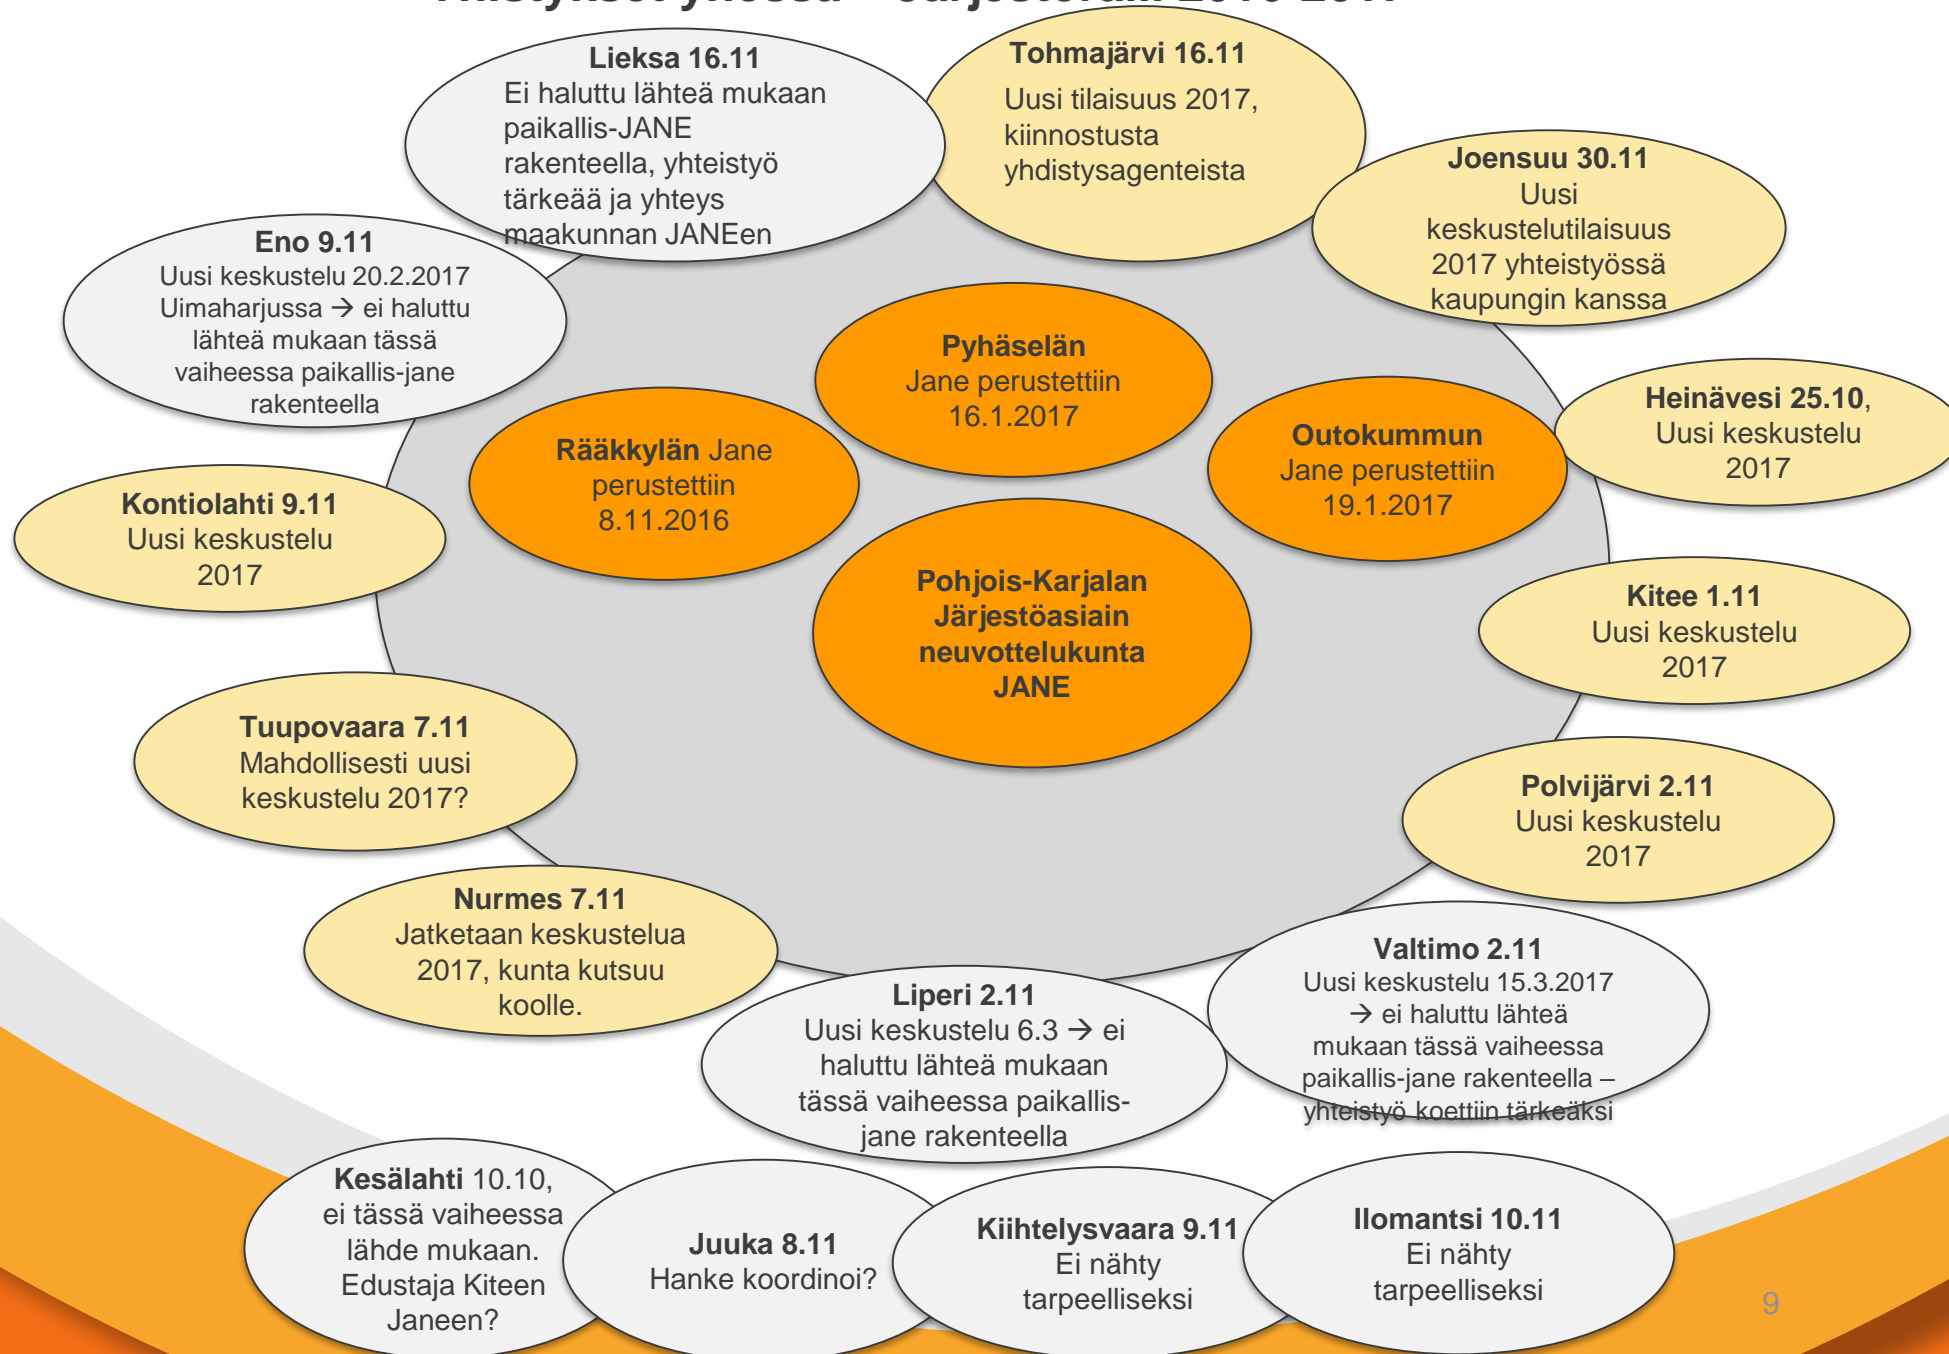 Lieksa 16.11
Ei haluttu lähteä mukaan
paikallis-JANE
rakenteella, yhteistyö
tärkeää ja yhteys
maakunnan JANEen
Tohmajärvi 16.11
Uusi tilaisuus 2017,
kiinnostusta
yhdistysagenteista
Joensuu 30.11
Uusi
keskustelutilaisuus
2017 yhteistyössä
kaupungin kanssa
Eno 9.11
Uusi keskustelu 20.2.2017
Uimaharjussa → ei haluttu
lähteä mukaan tässä
vaiheessa paikallis-jane
rakenteella
Pyhäselän
Jane perustettiin
16.1.2017
Heinävesi 25.10,
Uusi keskustelu
2017
Rääkkylän Jane
perustettiin
8.11.2016
Outokummun
Jane perustettiin
19.1.2017
Kontiolahti 9.11
Uusi keskustelu
2017
Pohjois-Karjalan
Järjestöasiain
neuvottelukunta
JANE
Kitee 1.11
Uusi keskustelu
2017
Tuupovaara 7.11
Mahdollisesti uusi
keskustelu 2017?
Polvijärvi 2.11
Uusi keskustelu
2017
Nurmes 7.11
Jatketaan keskustelua
2017, kunta kutsuu
koolle.
Liperi 2.11
Uusi keskustelu 6.3 → ei
haluttu lähteä mukaan
tässä vaiheessa paikallis-
jane rakenteella
Valtimo 2.11
Uusi keskustelu 15.3.2017
→ ei haluttu lähteä
mukaan tässä vaiheessa
paikallis-jane rakenteella –
yhteistyö koettiin tärkeäksi
Kesälahti 10.10,
ei tässä vaiheessa
lähde mukaan.
Edustaja Kiteen
Janeen?
Juuka 8.11
Hanke koordinoi?
Kiihtelysvaara 9.11
Ei nähty
tarpeelliseksi
Ilomantsi 10.11
Ei nähty
tarpeelliseksi
9